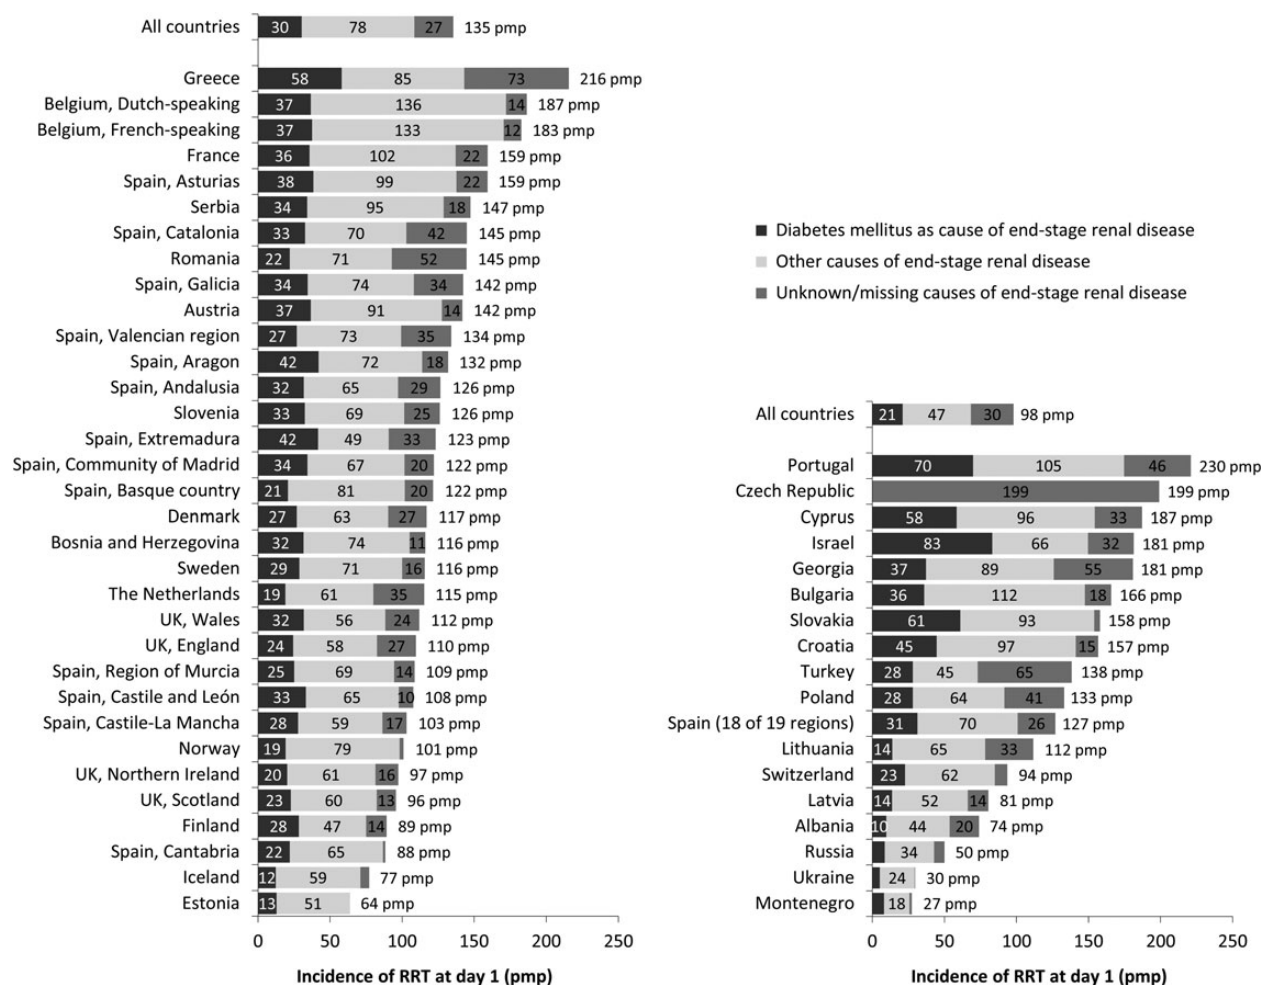 All countries 30 78 27 135 pmp
Greece 58 85 73 216 pmp
Belgium, Dutch-speaking 37 136 14 187 pmp
Belgium, French-speaking 37 133 12 183 pmp
France 36 102 22 159 pmp
Spain, Asturias 38 99 22 159 pmp
Serbia 34 95 18 147 pmp
Spain, Catalonia 33 70 42 145 pmp
Romania 22 71 52 145 pmp
Spain, Galicia 34 74 34 142 pmp
Austria 37 91 14 142 pmp
Spain, Valencian region 27 73 35 134 pmp
Spain, Aragon 42 72 18 132 pmp
Spain, Andalusia 32 65 29 126 pmp
Slovenia 33 69 25 126 pmp
Spain, Extremadura 42 49 33 123 pmp
Spain, Community of Madrid 34 67 20 122 pmp
Spain, Basque country 21 81 20 122 pmp
Denmark 27 63 27 117 pmp
Bosnia and Herzegovina 32 74 11 116 pmp
Sweden 29 71 16 116 pmp
The Netherlands 19 61 35 115 pmp
UK, Wales 32 56 24 112 pmp
UK, England 24 58 27 110 pmp
Spain, Region of Murcia 25 69 14 109 pmp
Spain, Castile and León 33 65 10 108 pmp
Spain, Castile-La Mancha 28 59 17 103 pmp
Norway 19 79 101 pmp
UK, Northern Ireland 20 61 16 97 pmp
UK, Scotland 23 60 13 96 pmp
Finland 28 47 14 89 pmp
Spain, Cantabria 22 65 88 pmp
Iceland 12 59 77 pmp
Estonia 13 51 64 pmp
0 50 100 150 200 250
Incidence of RRT at day 1 (pmp)
Diabetes mellitus as cause of end-stage renal disease
Other causes of end-stage renal disease
Unknown/missing causes of end-stage renal disease
All countries 21 47 30 98 pmp
Portugal 70 105 46 230 pmp
Czech Republic 199 199 pmp
Cyprus 58 96 33 187 pmp
Israel 83 66 32 181 pmp
Georgia 37 89 55 181 pmp
Bulgaria 36 112 18 166 pmp
Slovakia 61 93 158 pmp
Croatia 45 97 15 157 pmp
Turkey 28 45 65 138 pmp
Poland 28 64 41 133 pmp
Spain (18 of 19 regions) 31 70 26 127 pmp
Lithuania 14 65 33 112 pmp
Switzerland 23 62 94 pmp
Latvia 14 52 14 81 pmp
Albania 10 44 20 74 pmp
Russia 34 50 pmp
Ukraine 24 30 pmp
Montenegro 18 27 pmp
0 50 100 150 200 250
Incidence of RRT at day 1 (pmp)